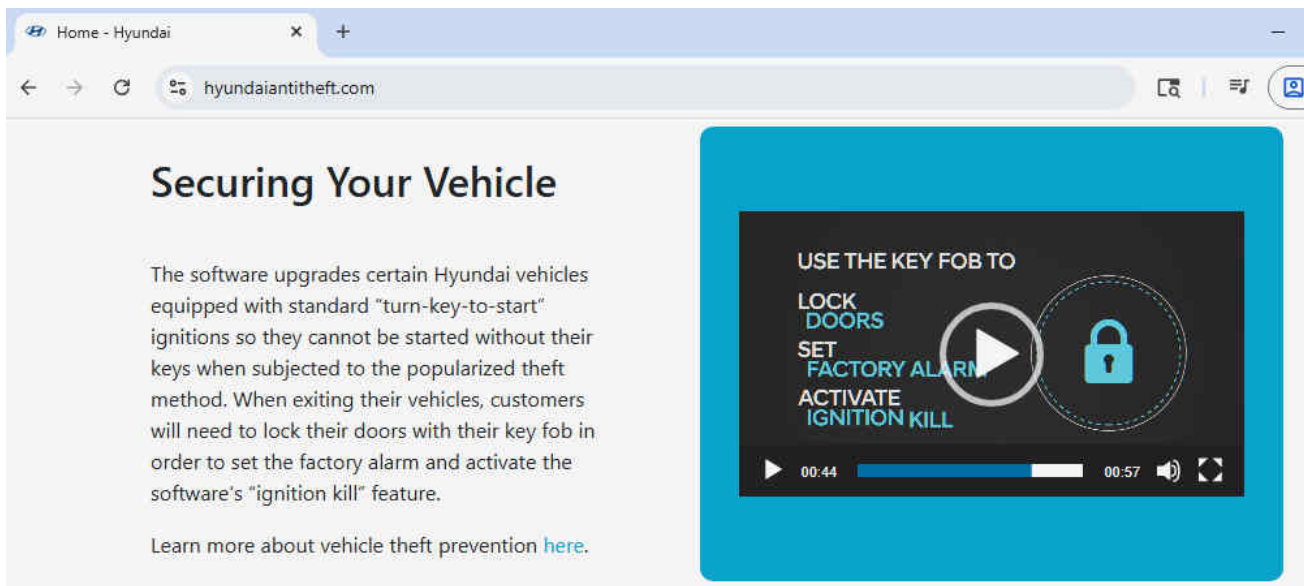 Home - Hyundai
hyundaiantitheft.com
Securing Your Vehicle
The software upgrades certain Hyundai vehicles
equipped with standard “turn-key-to-start”
ignitions so they cannot be started without their
keys when subjected to the popularized theft
method. When exiting their vehicles, customers
will need to lock their doors with their key fob in
order to set the factory alarm and activate the
software’s “ignition kill” feature.
Learn more about vehicle theft prevention here.
USE THE KEY FOB TO
LOCK
DOORS
SET
FACTORY ALARM
ACTIVATE
IGNITION KILL
00:44
00:57